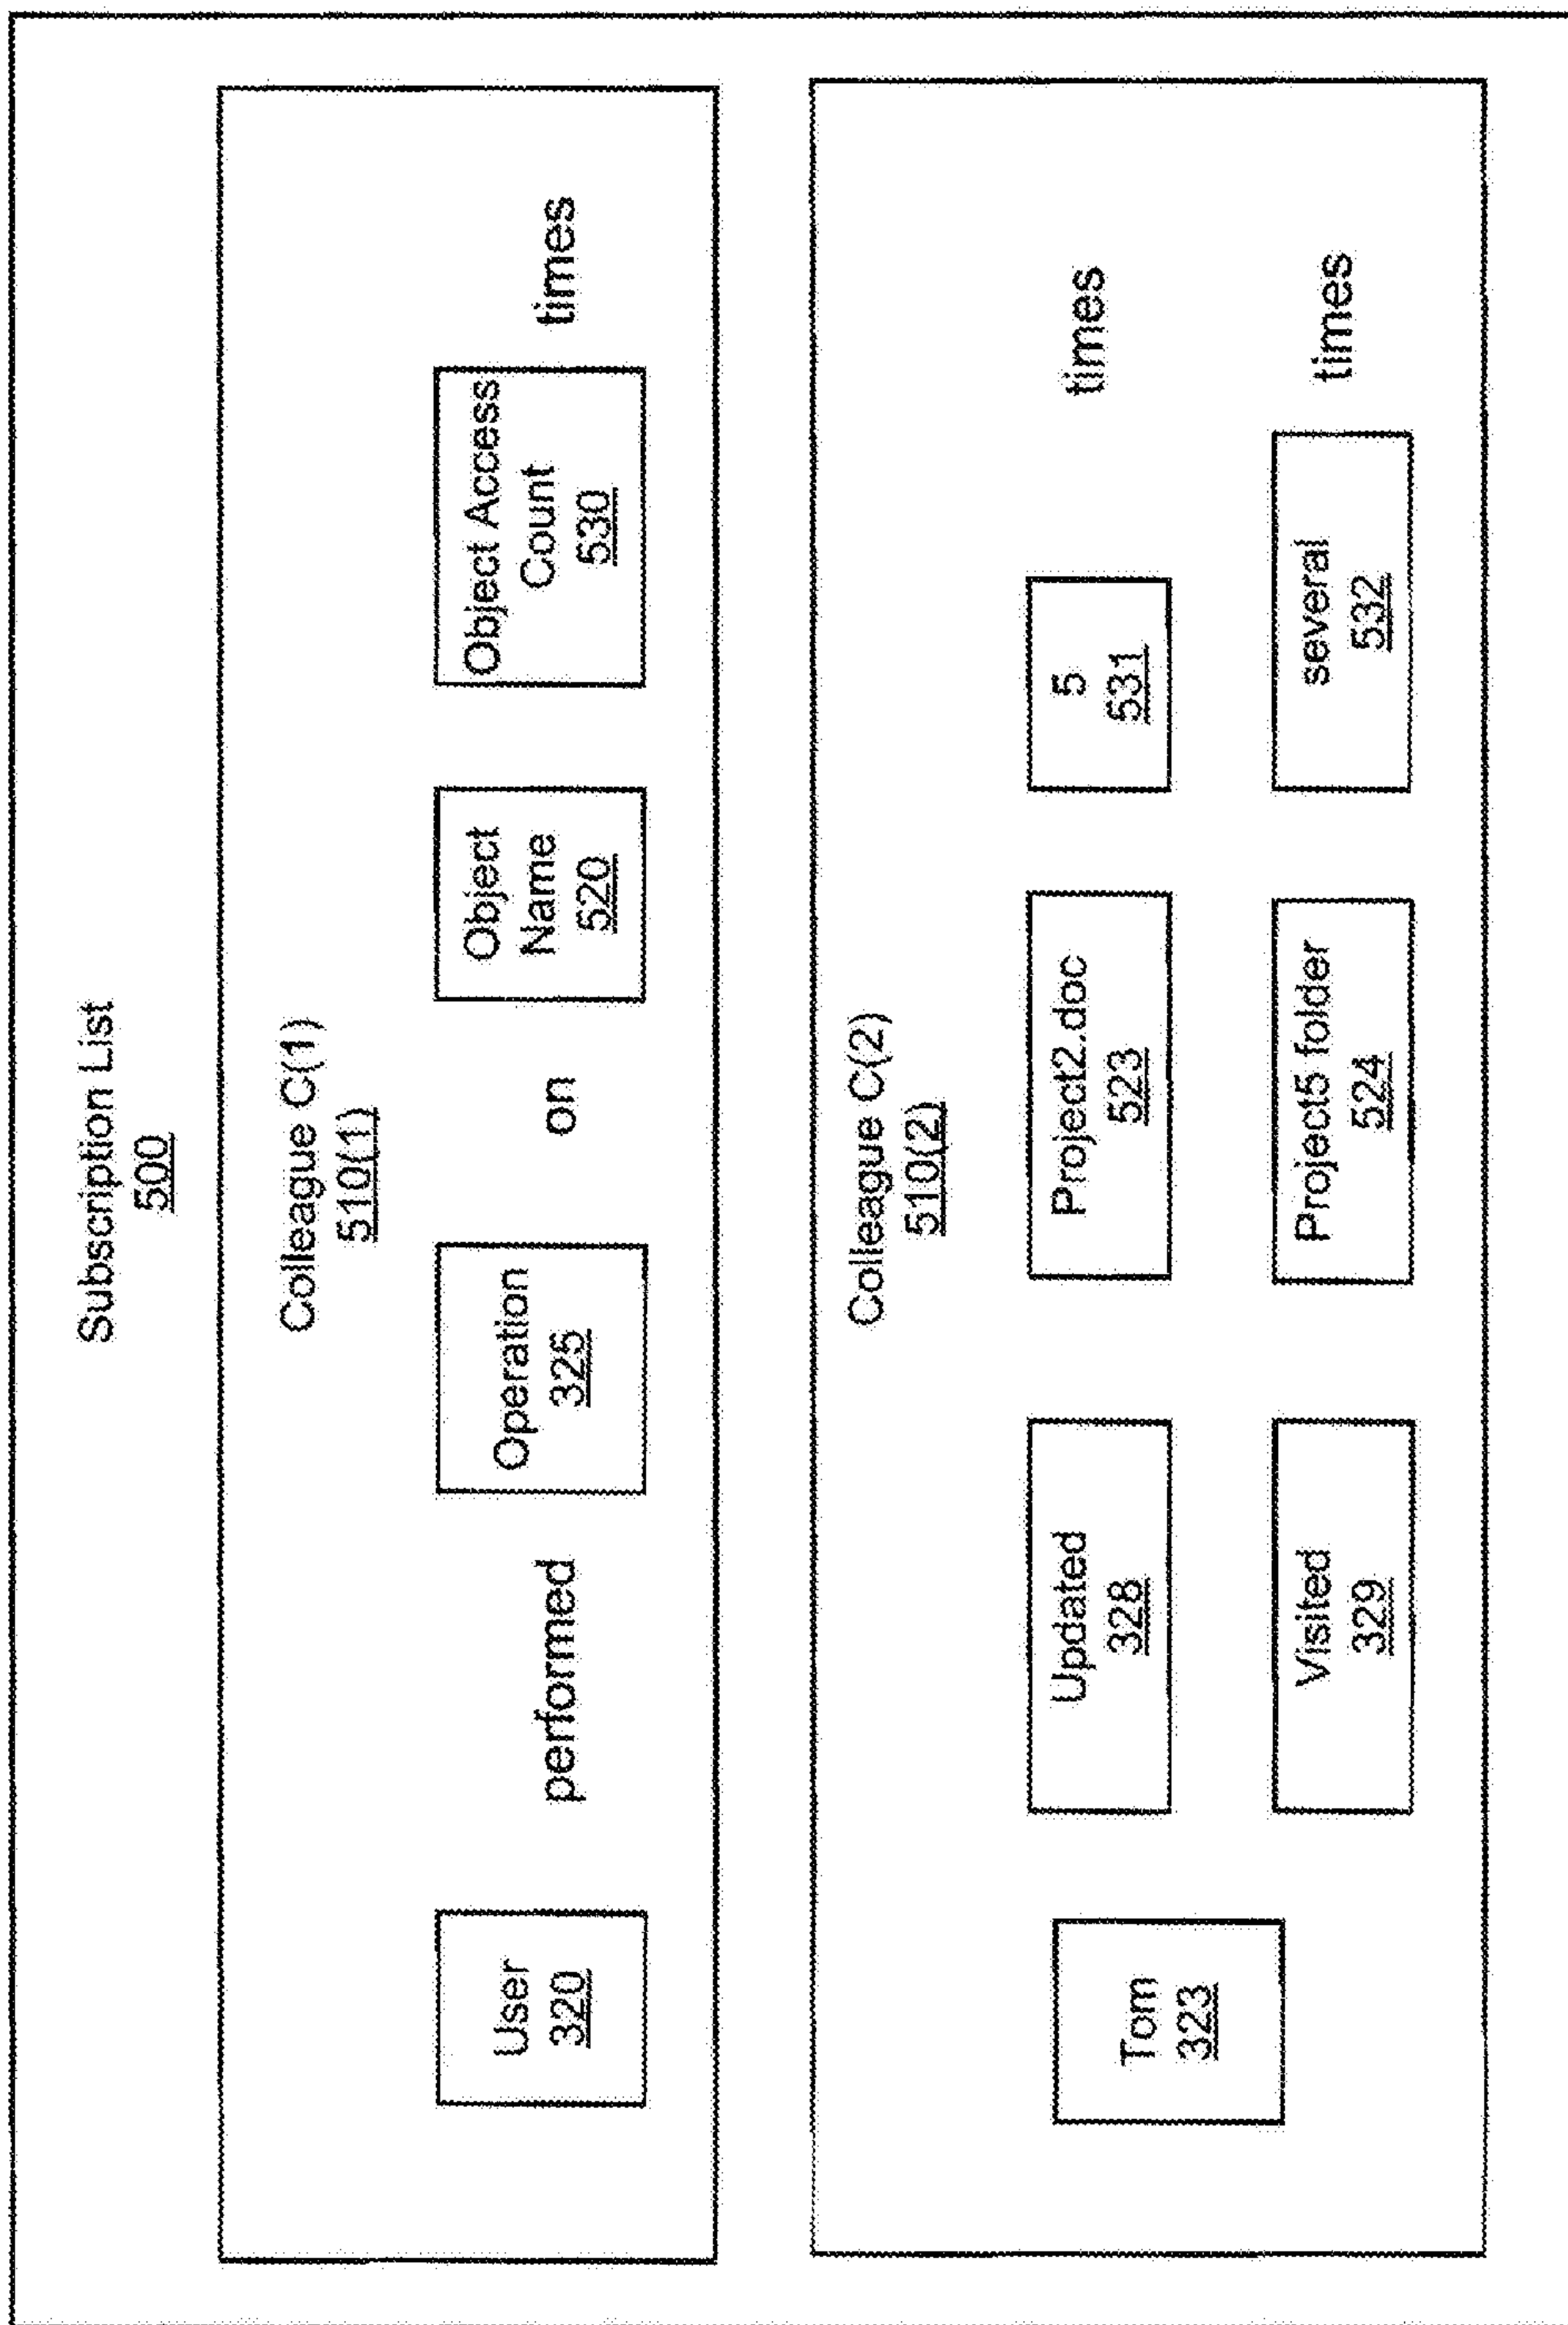 Subscription List
500
Colleague C(1)
510(1)
User
320
performed
Operation
325
on
Object
Name
520
Object Access
Count
530
times
Colleague C(2)
510(2)
Tom
323
Updated
328
Project2.doc
523
5
531
times
Visited
329
Project5 folder
524
several
532
times